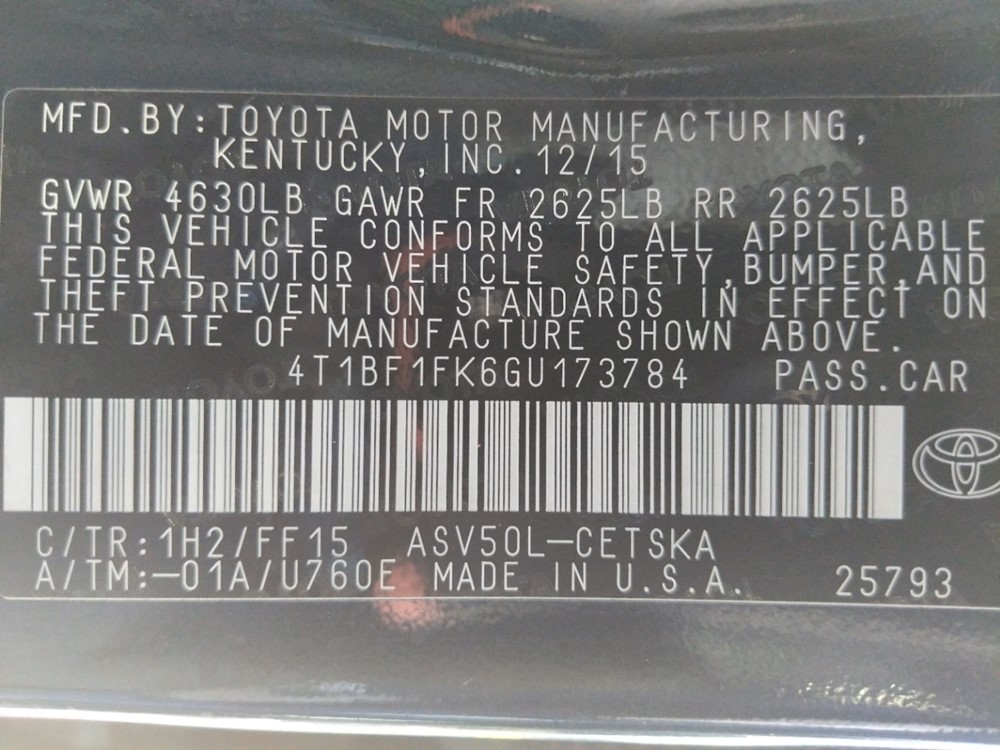 MFD.BY:TOYOTA MOTOR MANUFACTURING,
KENTUCKY,INC.12/15
GVWR 4630LB GAWR FR 2625LB RR 2625LB
THIS VEHICLE CONFORMS TO ALL APPLICABLE
FEDERAL MOTOR VEHICLE SAFETY,BUMPER,AND
THEFT PREVENTION STANDARDS IN EFFECT ON
THE DATE OF MANUFACTURE SHOWN ABOVE.
4T1BF1FK6GU173784 PASS.CAR
C/TR:1H2/FF15 ASV50L-CETSKA
A/TM:-01A/U760E MADE IN U.S.A. 25793